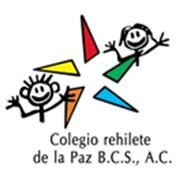 Colegio rehilete
de la Paz B.C.S., A.C.